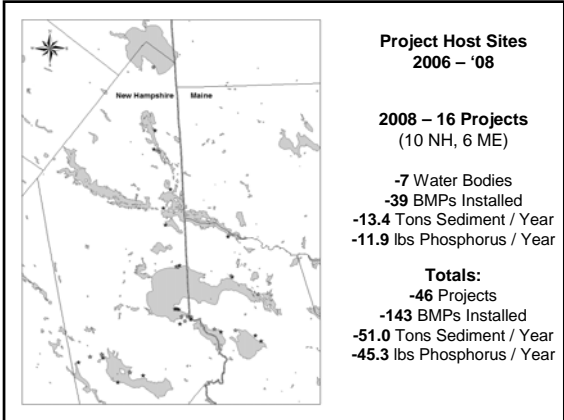 Project Host Sites
2006 – '08
New Hampshire
Maine
2008 – 16 Projects
(10 NH, 6 ME)
-7 Water Bodies
-39 BMPs Installed
-13.4 Tons Sediment / Year
-11.9 lbs Phosphorus / Year
Totals:
-46 Projects
-143 BMPs Installed
-51.0 Tons Sediment / Year
-45.3 lbs Phosphorus / Year